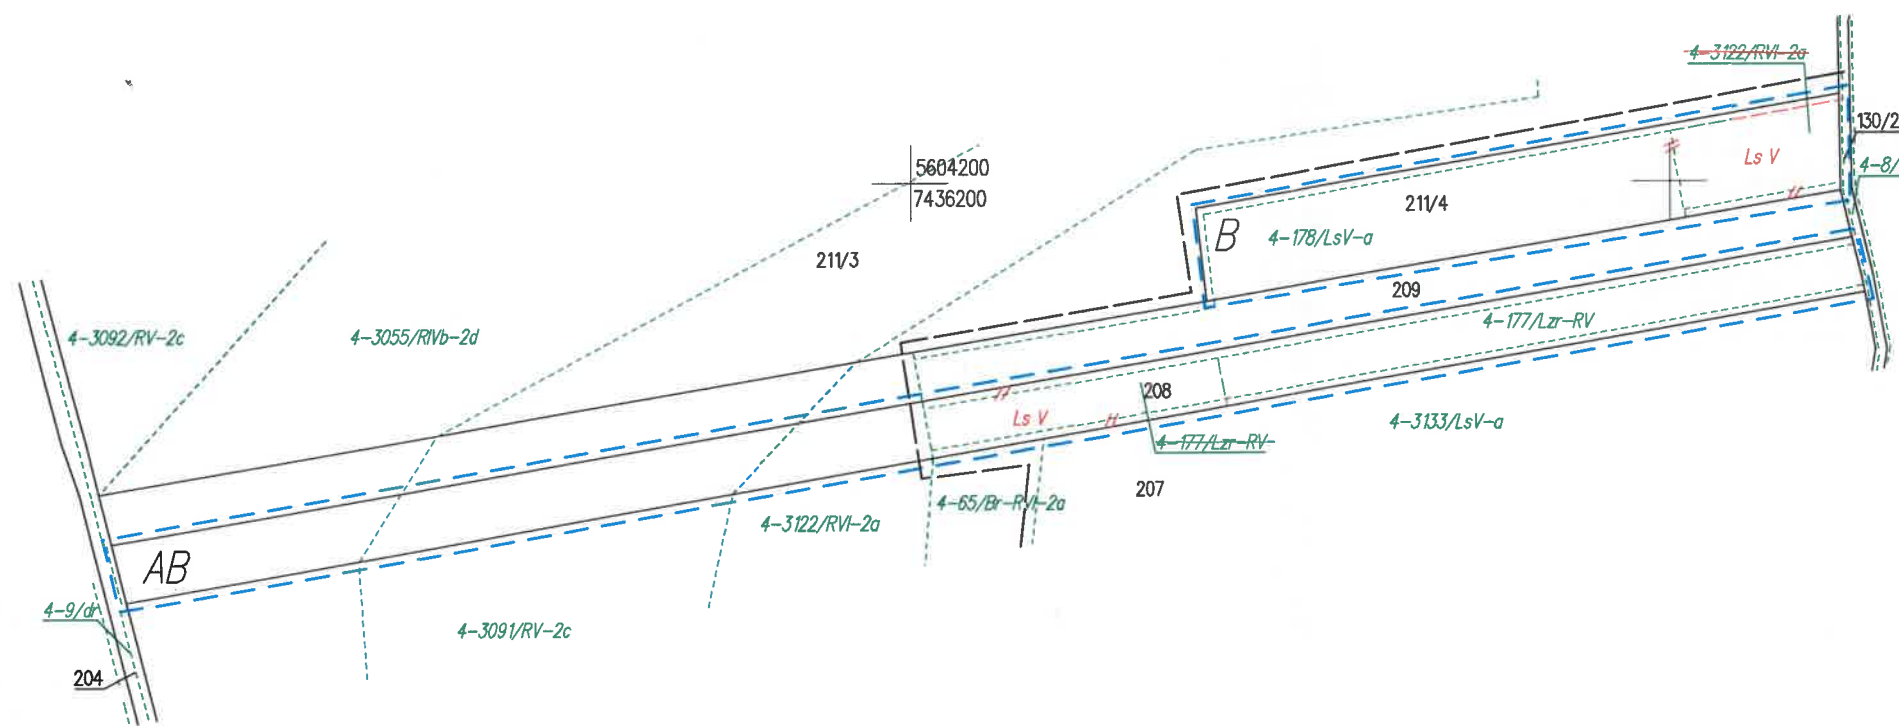 4-3122/RVI-2a
130/2
Ls V
5604200
4-8/
7436200
211/4
B
4-178/LsV-a
211/3
209
4-177/Lzr-RV
4-3092/RV-2c
4-3055/RIVb-2d
208
Ls V
4-3133/LsV-a
4-177/Lzr-RV
207
4-65/Br-RVI-2a
4-3122/RVI-2a
AB
4-9/dr
4-3091/RV-2c
204